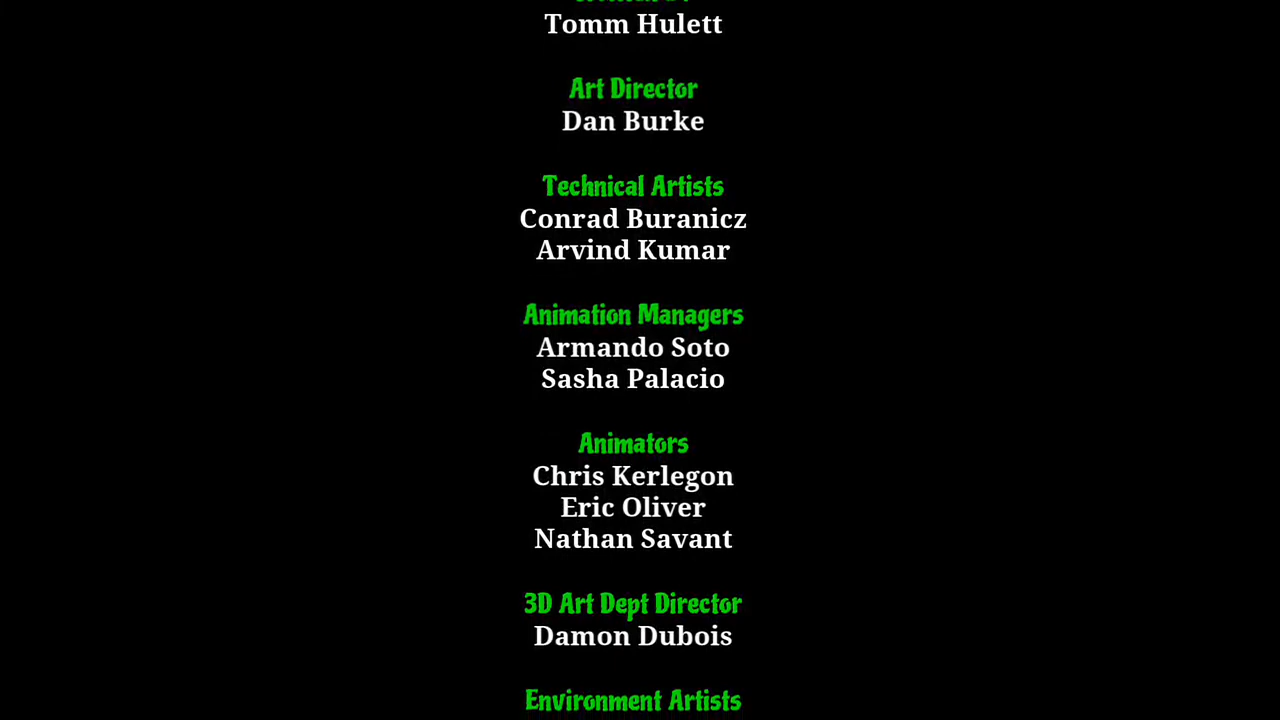 Tomm Hulett
Art Director
Dan Burke
Technical Artists
Conrad Buranicz
Arvind Kumar
Animation Managers
Armando Soto
Sasha Palacio
Animators
Chris Kerlegon
Eric Oliver
Nathan Savant
3D Art Dept Director
Damon Dubois
Environment Artists